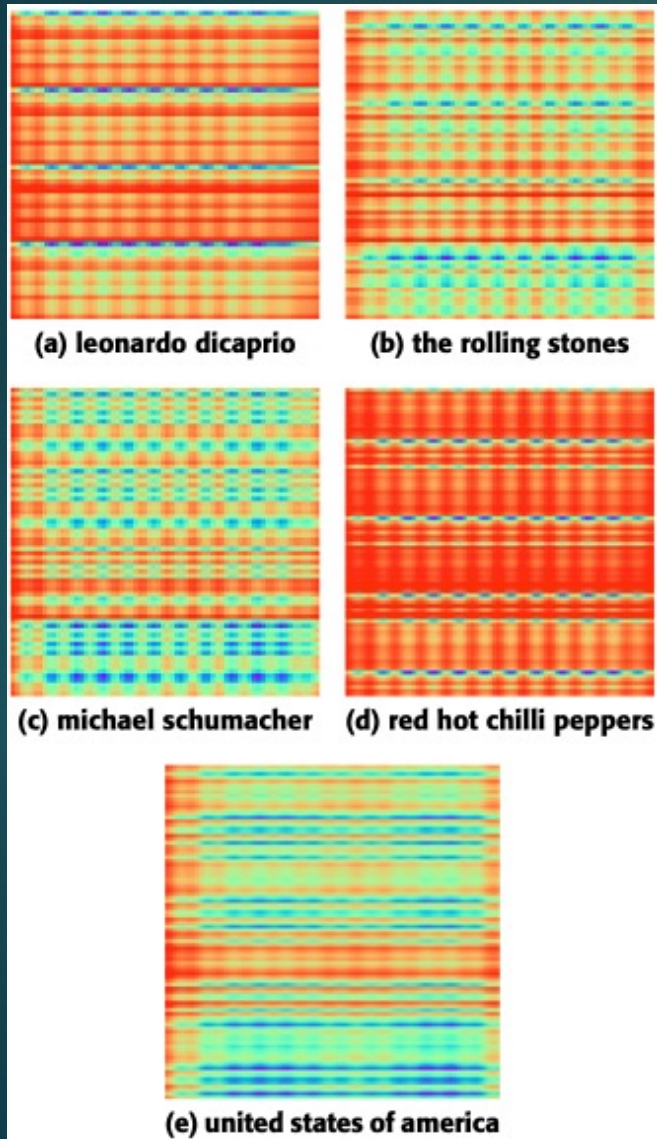 (a) leonardo dicaprio
(b) the rolling stones
(c) michael schumacher
(d) red hot chilli peppers
(e) united states of america